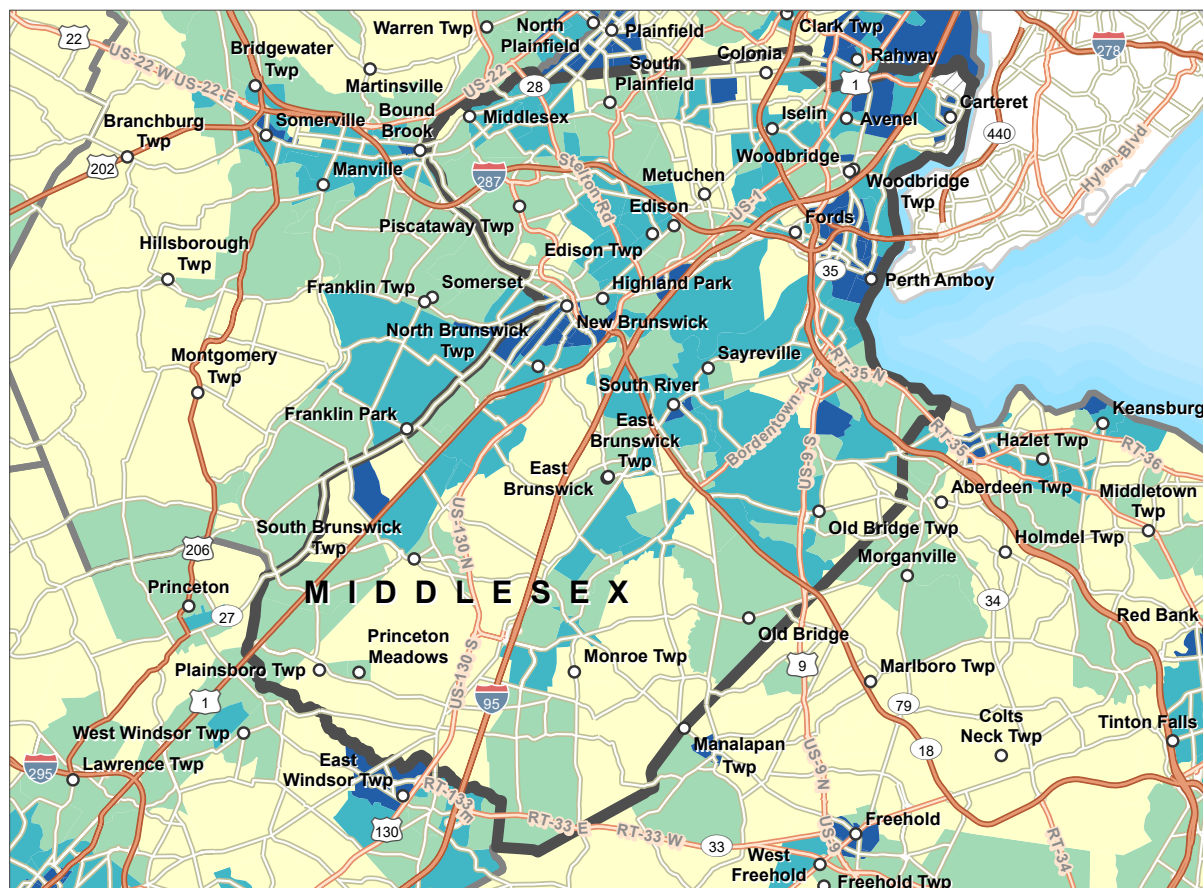 22
Warren Twp
North
Plainfield
Plainfield
Clark Twp
278
Bridgewater
Twp
US-22 W
US-22 E
US-22
Colonia
Rahway
South
Plainfield
Martinsville
28
1
Bound
Brook
Middlesex
Iselin
Avenel
Carteret
Branchburg
Twp
Somerville
440
202
Manville
287
Stelton Rd
Metuchen
Woodbridge
Woodbridge
Twp
Hylan Blvd
Piscataway Twp
Edison
US-1
Fords
Edison Twp
35
Hillsborough
Twp
Franklin Twp
Somerset
Highland Park
Perth Amboy
North Brunswick
Twp
New Brunswick
Montgomery
Twp
Sayreville
RT-35 N
South River
Bordentown Ave
Franklin Park
East
Brunswick
Twp
US-9 S
RT-35
Keansburg
Hazlet Twp
RT-36
East
Brunswick
Aberdeen Twp
Middletown
Twp
South Brunswick
Twp
US-130 N
Old Bridge Twp
Holmdel Twp
206
Morganville
Princeton
MIDDLESEX
27
34
Red Bank
Princeton
Meadows
Old Bridge
Plainsboro Twp
US-130 S
Monroe Twp
9
Marlboro Twp
1
95
79
Colts
Neck Twp
Tinton Falls
West Windsor Twp
Manalapan
Twp
18
295
Lawrence Twp
East
Windsor Twp
RT-133
US-9 N
130
RT-33 E
RT-33 W
33
US-9
Freehold
RT-34
West
Freehold
Freehold Twp